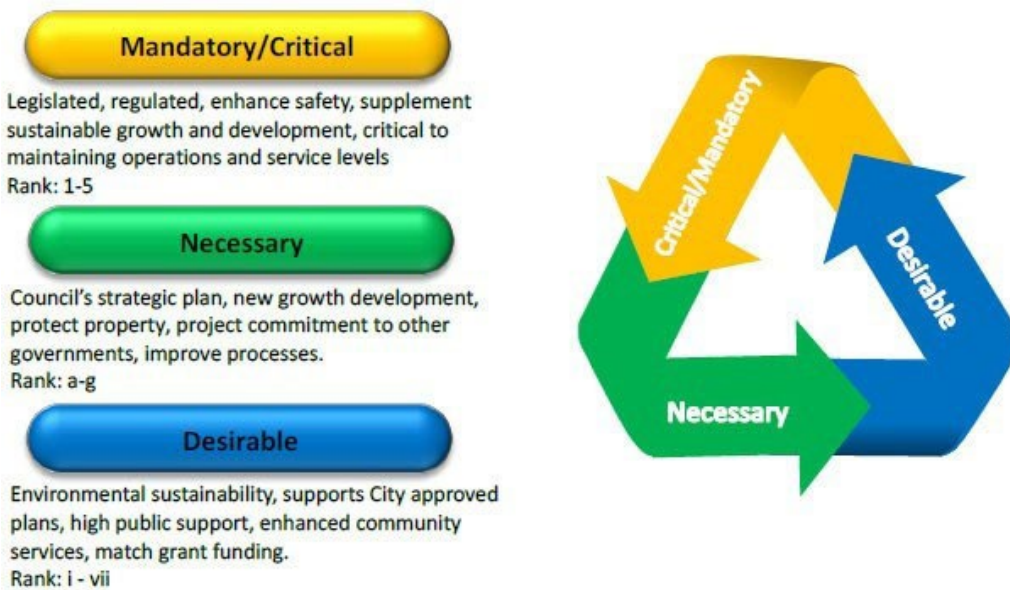 Mandatory/Critical
Legislated, regulated, enhance safety, supplement
sustainable growth and development, critical to
maintaining operations and service levels
Rank: 1-5
Necessary
Council's strategic plan, new growth development,
protect property, project commitment to other
governments, improve processes.
Rank: a-g
Desirable
Environmental sustainability, supports City approved
plans, high public support, enhanced community
services, match grant funding.
Rank: i - vii
Critical/Mandatory
Desirable
Necessary